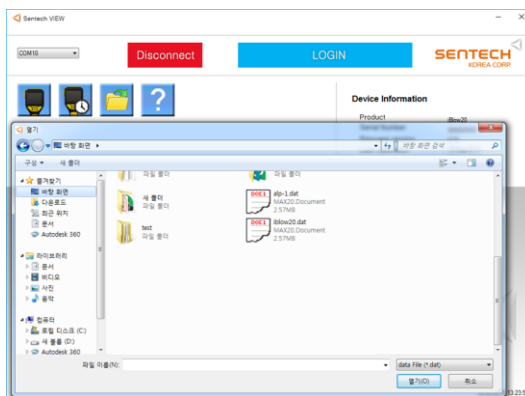 Sentech VIEW
COM10
Disconnect
LOGIN
SENTECH
KOREA CORP.
Device Information
Product
iBlow20
열기
바탕 화면
바탕 화면 검색
구성
새 폴더
즐겨찾기
바탕 화면
다운로드
최근 위치
문서
Autodesk 360
라이브러리
문서
비디오
사진
음악
컴퓨터
로컬 디스크 (C:)
새 볼륨 (D:)
Autodesk 360
파일 폴더
파일 폴더
새 폴더
파일 폴더
alp-1.dat
MAX20.Document
2.57MB
test
파일 폴더
iblow20.dat
MAX20.Document
2.57MB
파일 이름(N):
data File (*.dat)
열기(O)
취소